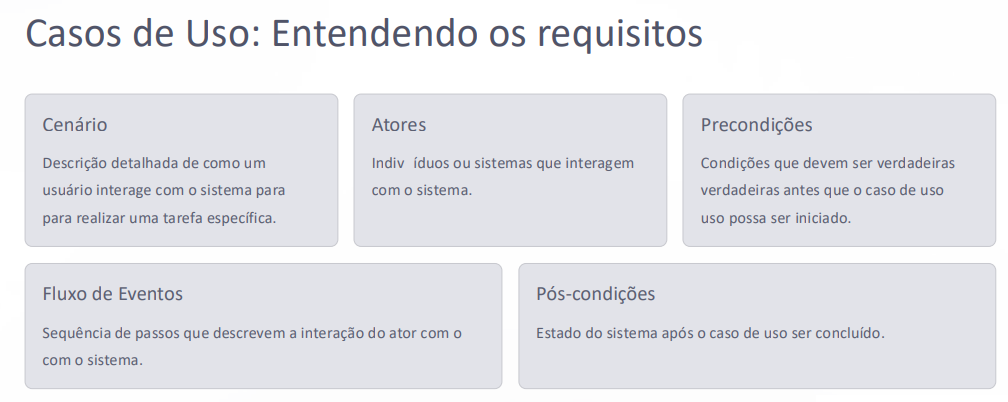 Casos de Uso: Entendendo os requisitos
Cenário
Descrição detalhada de como um
usuário interage com o sistema para
para realizar uma tarefa específica.
Atores
Indiv íduos ou sistemas que interagem
com o sistema.
Precondições
Condições que devem ser verdadeiras
verdadeiras antes que o caso de uso
uso possa ser iniciado.
Fluxo de Eventos
Sequência de passos que descrevem a interação do ator com o
com o sistema.
Pós-condições
Estado do sistema após o caso de uso ser concluído.